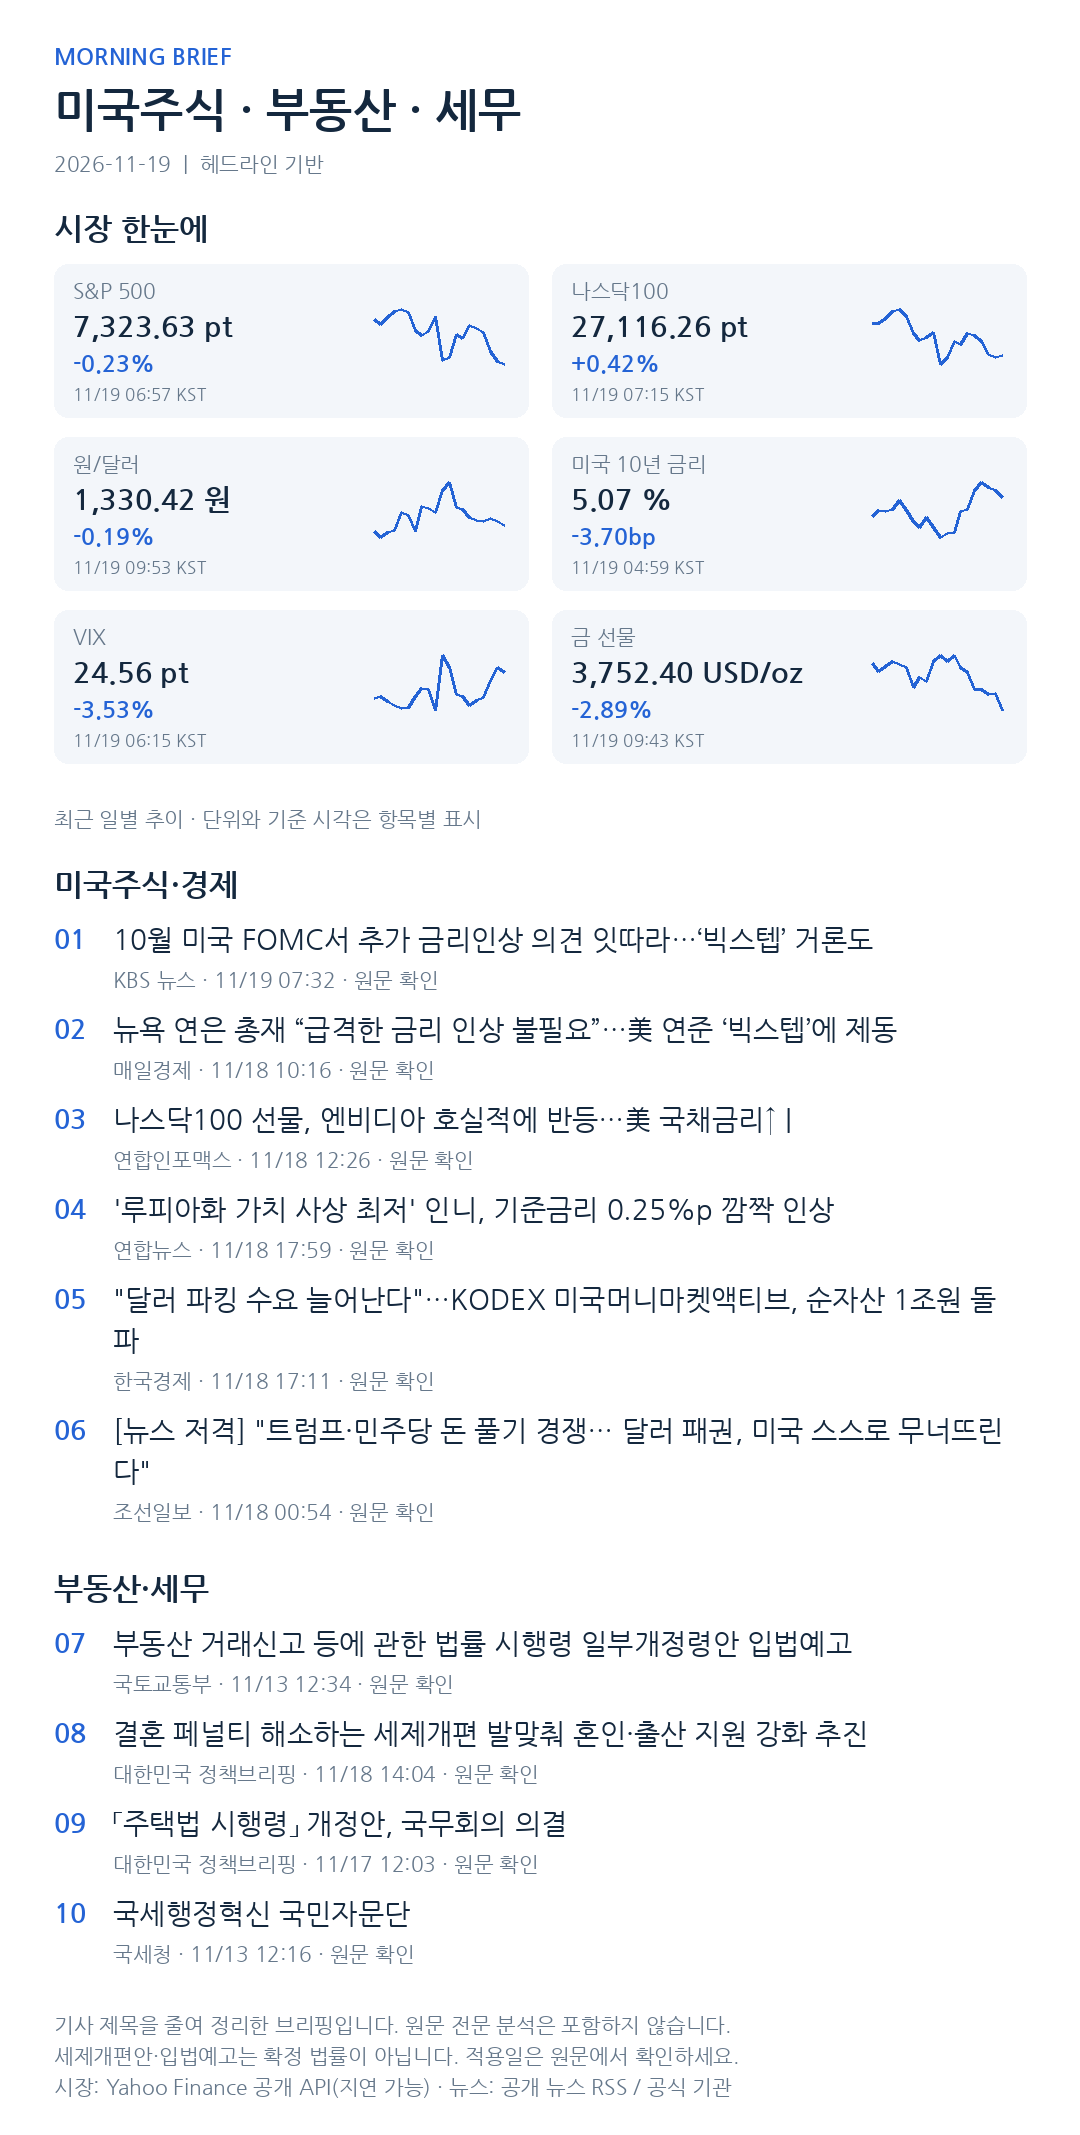 MORNING BRIEF
미국주식 · 부동산 · 세무
2026-11-19 | 헤드라인 기반
시장 한눈에
S&P 500
7,323.63 pt
-0.23%
11/19 06:57 KST
나스닥100
27,116.26 pt
+0.42%
11/19 07:15 KST
원/달러
1,330.42 원
-0.19%
11/19 09:53 KST
미국 10년 금리
5.07 %
-3.70bp
11/19 04:59 KST
VIX
24.56 pt
-3.53%
11/19 06:15 KST
금 선물
3,752.40 USD/oz
-2.89%
11/19 09:43 KST
최근 일별 추이 · 단위와 기준 시각은 항목별 표시
미국주식·경제
01 10월 미국 FOMC서 추가 금리인상 의견 잇따라…‘빅스텝’ 거론도
KBS 뉴스 · 11/19 07:32 · 원문 확인
02 뉴욕 연은 총재 “급격한 금리 인상 불필요”…美 연준 ‘빅스텝’에 제동
매일경제 · 11/18 10:16 · 원문 확인
03 나스닥100 선물, 엔비디아 호실적에 반등…美 국채금리↑ |
연합인포맥스 · 11/18 12:26 · 원문 확인
04 '루피아화 가치 사상 최저' 인니, 기준금리 0.25%p 깜짝 인상
연합뉴스 · 11/18 17:59 · 원문 확인
05 "달러 파킹 수요 늘어난다"…KODEX 미국머니마켓액티브, 순자산 1조원 돌
파
한국경제 · 11/18 17:11 · 원문 확인
06 [뉴스 저격] "트럼프·민주당 돈 풀기 경쟁… 달러 패권, 미국 스스로 무너뜨린
다"
조선일보 · 11/18 00:54 · 원문 확인
부동산·세무
07 부동산 거래신고 등에 관한 법률 시행령 일부개정령안 입법예고
국토교통부 · 11/13 12:34 · 원문 확인
08 결혼 페널티 해소하는 세제개편 발맞춰 혼인·출산 지원 강화 추진
대한민국 정책브리핑 · 11/18 14:04 · 원문 확인
09 「주택법 시행령」 개정안, 국무회의 의결
대한민국 정책브리핑 · 11/17 12:03 · 원문 확인
10 국세행정혁신 국민자문단
국세청 · 11/13 12:16 · 원문 확인
기사 제목을 줄여 정리한 브리핑입니다. 원문 전문 분석은 포함하지 않습니다.
세제개편안·입법예고는 확정 법률이 아닙니다. 적용일은 원문에서 확인하세요.
시장: Yahoo Finance 공개 API(지연 가능) · 뉴스: 공개 뉴스 RSS / 공식 기관